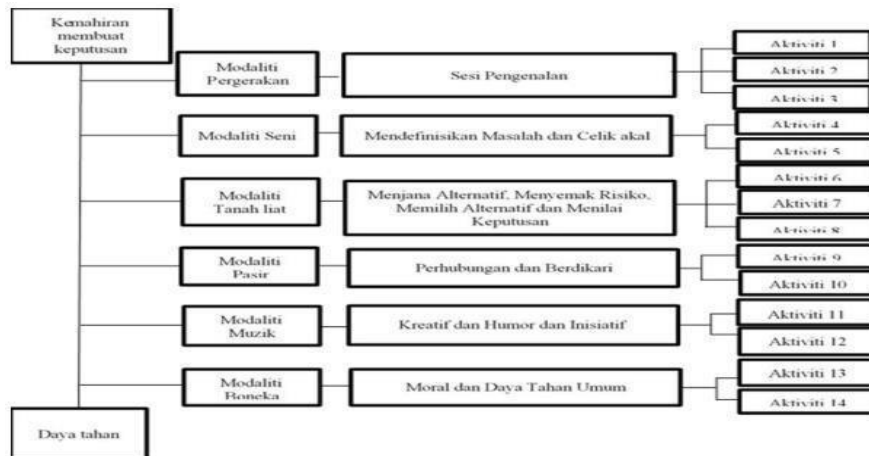 Kemahiran
membuat
keputusan
Modaliti
Pergerakan
Sesi Pengenalan
Aktiviti 1
Aktiviti 2
Aktiviti 3
Modaliti Seni
Mendefinisikan Masalah dan Celik akal
Aktiviti 4
Aktiviti 5
Modaliti
Tanah liat
Menjana Alternatif, Menyemak Risiko,
Memilih Alternatif dan Menilai
Keputusan
Aktiviti 6
Aktiviti 7
Aktiviti 8
Modaliti
Pasir
Perhubungan dan Berdikari
Aktiviti 9
Aktiviti 10
Modaliti
Muzik
Kreatif dan Humor dan Inisiatif
Aktiviti 11
Aktiviti 12
Modaliti
Boneka
Moral dan Daya Tahan Umum
Aktiviti 13
Aktiviti 14
Daya tahan